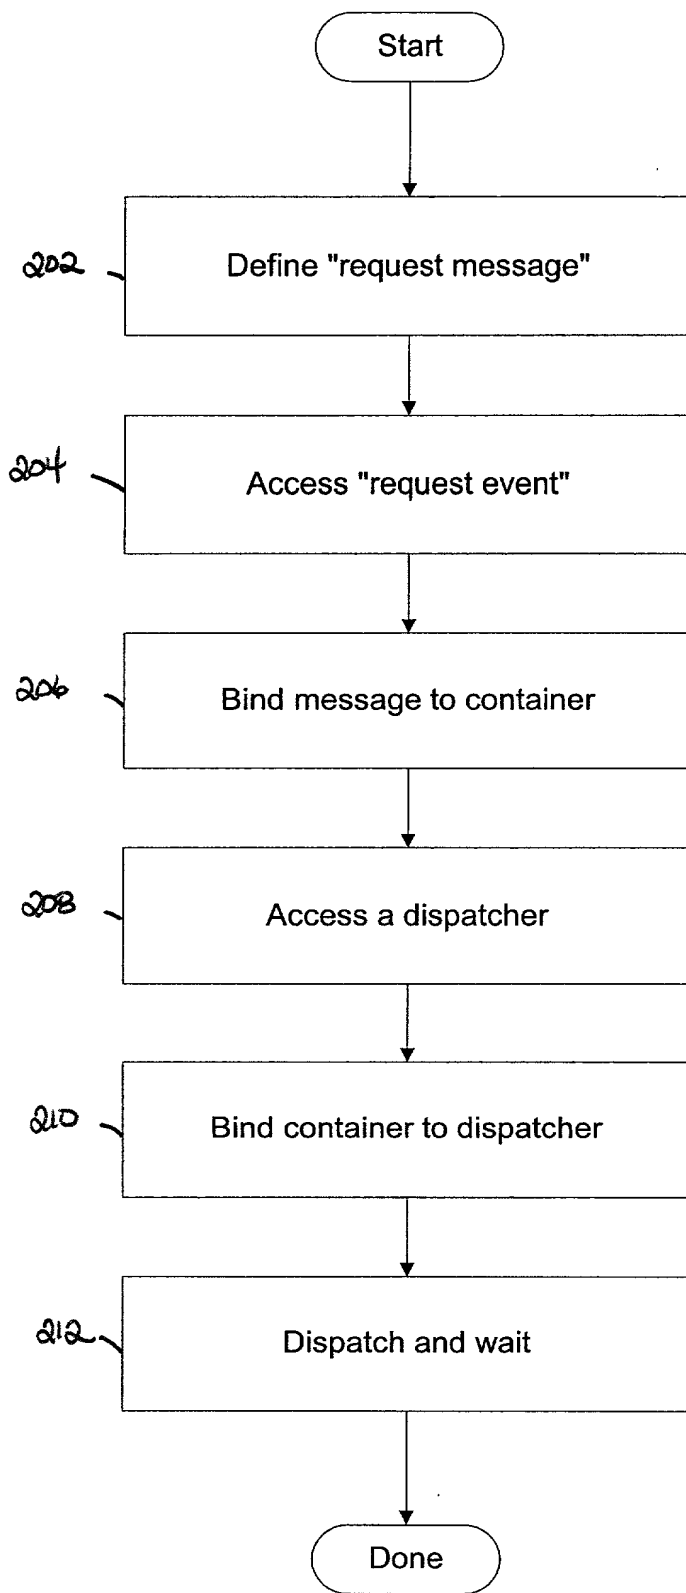 Start
202
Define "request message"
204
Access "request event"
206
Bind message to container
208
Access a dispatcher
210
Bind container to dispatcher
212
Dispatch and wait
Done